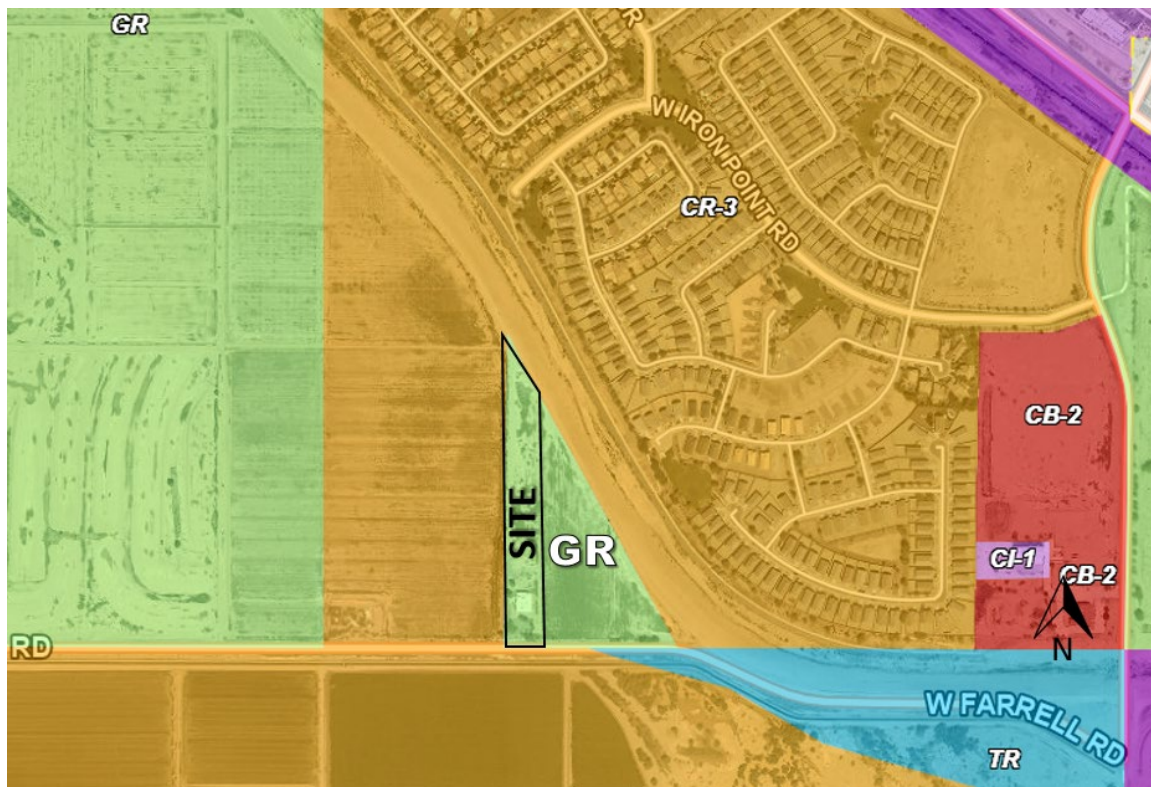 GR
R
W IRON POINT RD
CR-3
CB-2
SITE
GR
CI-1
CB-2
N
RD
W FARRELL RD
TR